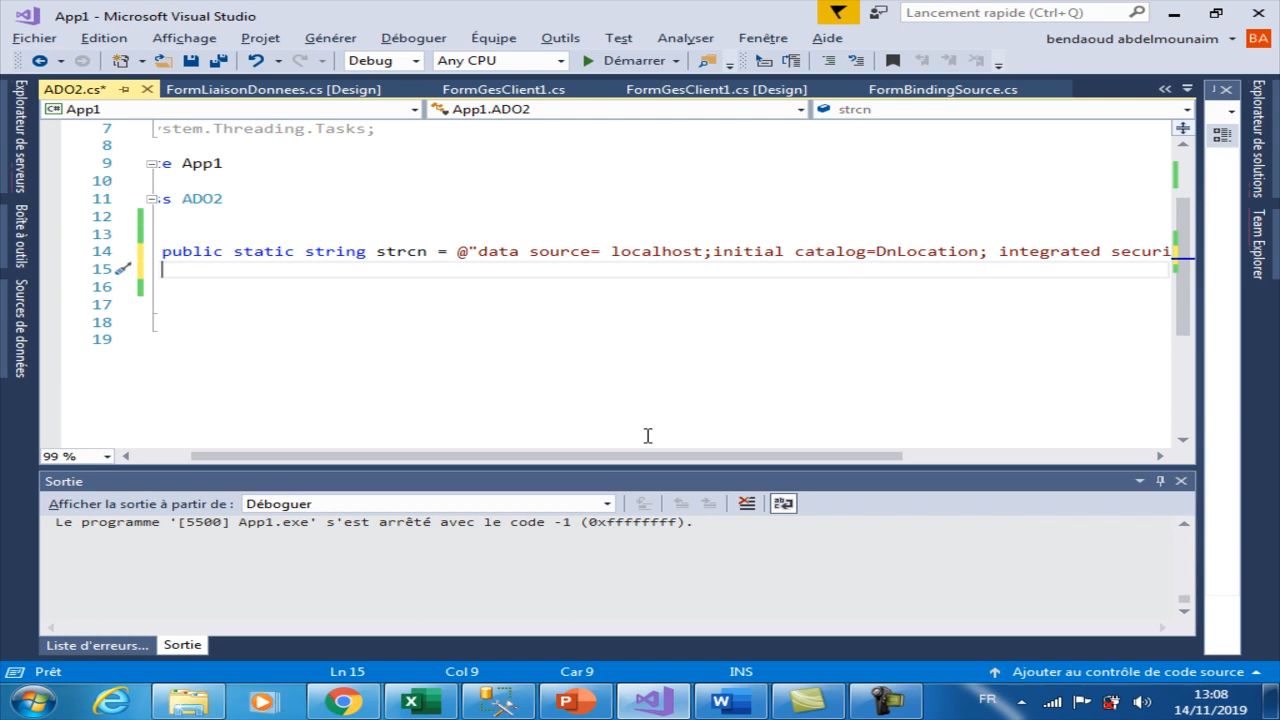 App1 - Microsoft Visual Studio
Lancement rapide (Ctrl+Q)
Fichier Edition Affichage Projet Générer Déboguer Équipe Outils Test Analyser Fenêtre Aide
bendaoud abdelmounaim BA
Debug Any CPU Démarrer
ADO2.cs* FormLiaisonDonnees.cs [Design] FormGesClient1.cs FormGesClient1.cs [Design] FormBindingSource.cs
App1 App1.ADO2 strcn
7 ystem.Threading.Tasks;
8
9 e App1
10
11 s ADO2
12
13
14 public static string strcn = @"data source= localhost;initial catalog=DnLocation; integrated securi
15
16
17
18
19
99 %
Explorateur de serveurs
Boîte à outils
Sources de données
Explorateur de solutions
Team Explorer
Sortie
Afficher la sortie à partir de : Déboguer
Le programme '[5500] App1.exe' s'est arrêté avec le code -1 (0xffffffff).
Liste d'erreurs... Sortie
Prêt Ln 15 Col 9 Car 9 INS Ajouter au contrôle de code source
FR 13:08
14/11/2019